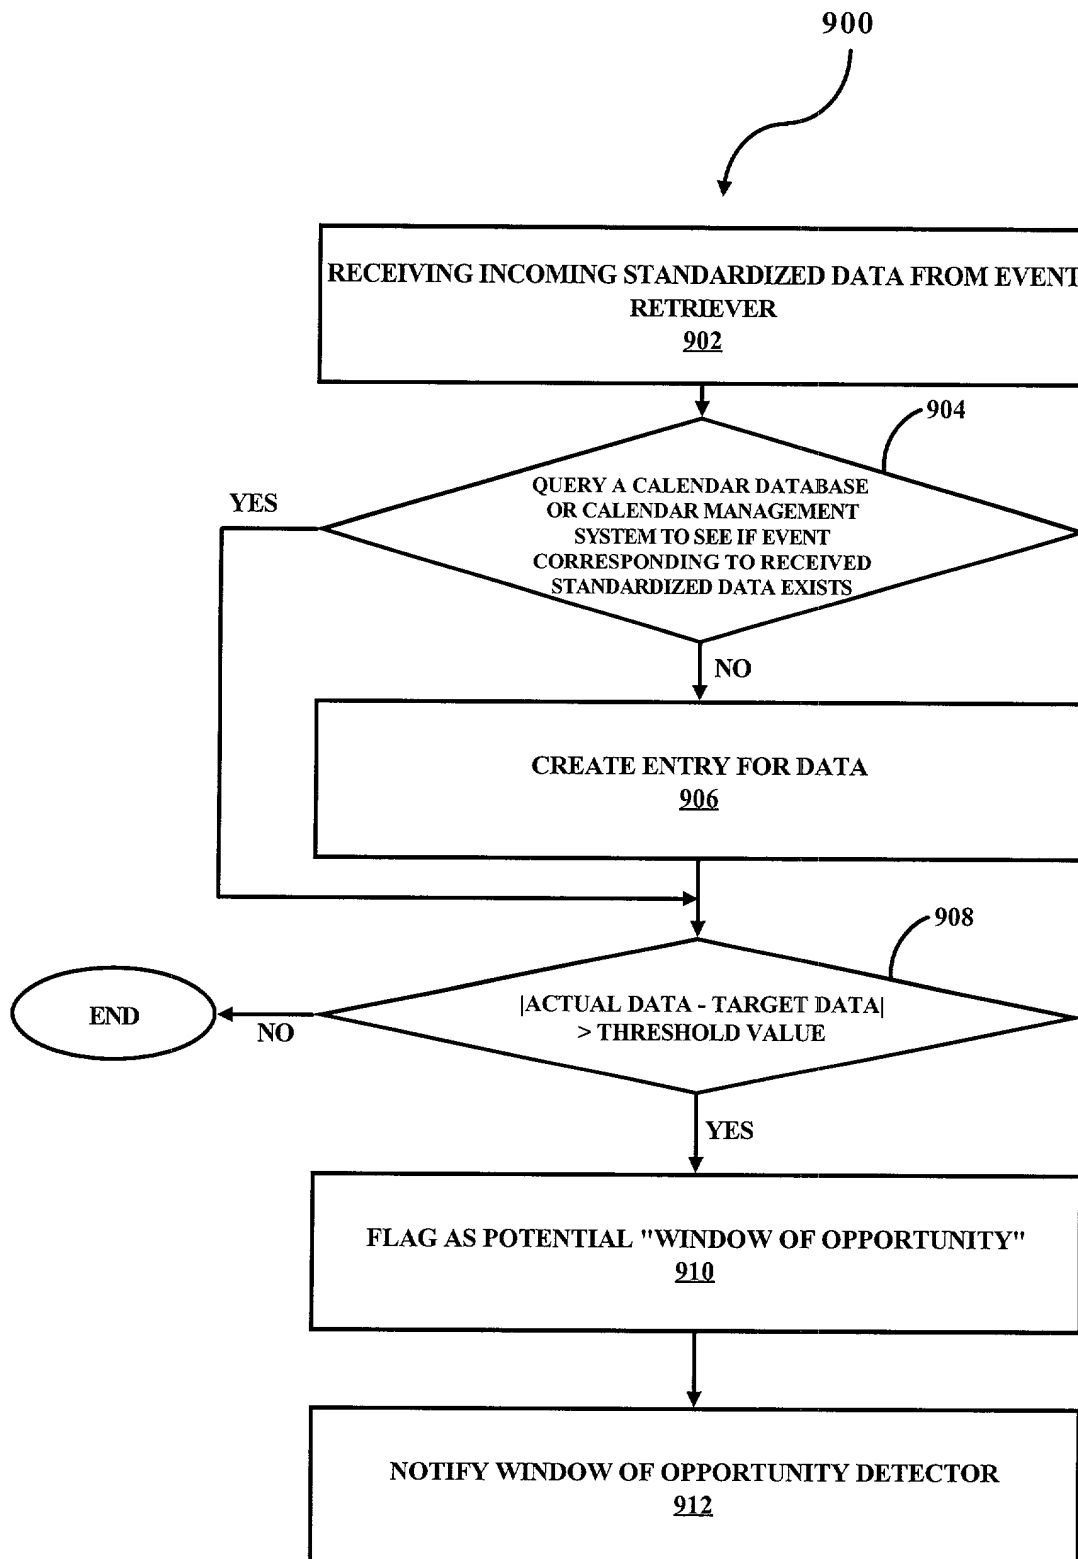 900
RECEIVING INCOMING STANDARDIZED DATA FROM EVENT
RETRIEVER
902
904
QUERY A CALENDAR DATABASE
OR CALENDAR MANAGEMENT
SYSTEM TO SEE IF EVENT
CORRESPONDING TO RECEIVED
STANDARDIZED DATA EXISTS
YES
NO
CREATE ENTRY FOR DATA
906
908
|ACTUAL DATA - TARGET DATA|
> THRESHOLD VALUE
END
NO
YES
FLAG AS POTENTIAL "WINDOW OF OPPORTUNITY"
910
NOTIFY WINDOW OF OPPORTUNITY DETECTOR
912